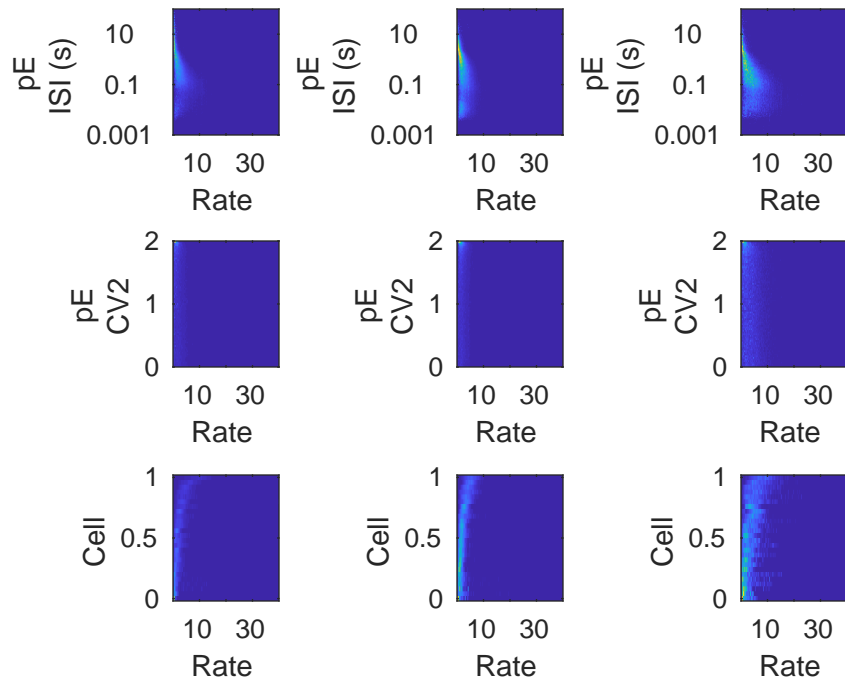 10 10 10
pE ISI (s) pE ISI (s) pE ISI (s)
0.1 0.1 0.1
0.001 0.001 0.001
10 30 10 30 10 30
Rate Rate Rate
2 2 2
pE CV2 pE CV2 pE CV2
1 1 1
0 0 0
10 30 10 30 10 30
Rate Rate Rate
1 1 1
Cell 0.5 Cell 0.5 Cell 0.5
0 0 0
10 30 10 30 10 30
Rate Rate Rate